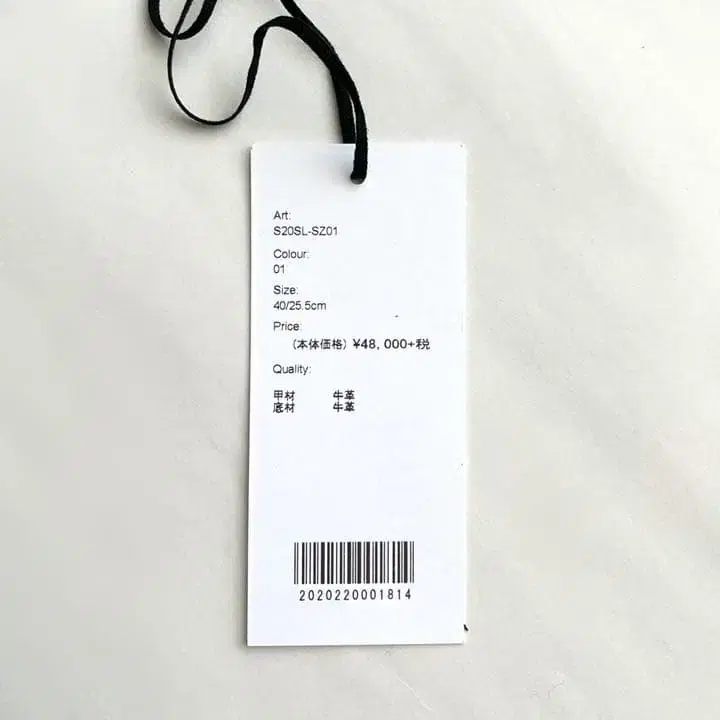 Art:
S20SL-SZ01
Colour:
01
Size:
40/25.5cm
Price:
(本体価格) ¥48,000+税
Quality:
甲材 牛革
底材 牛革
2020220001814